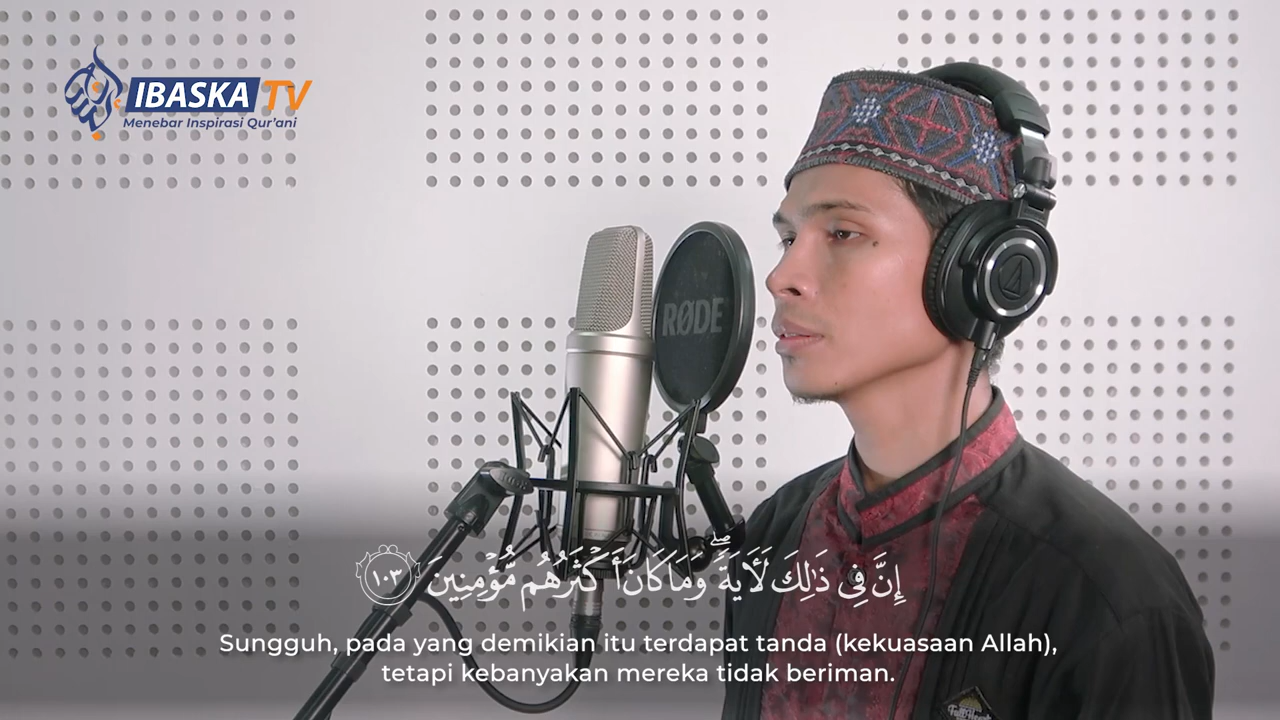 IBASKA TV
Menebar Inspirasi Qur'ani
RØDE
إِنَّ فِي ذَٰلِكَ لَأَيَةً ۖ وَمَا كَانَ أَكْثَرُهُم مُّؤْمِنِينَ ١٠٣
Sungguh, pada yang demikian itu terdapat tanda (kekuasaan Allah),
tetapi kebanyakan mereka tidak beriman.